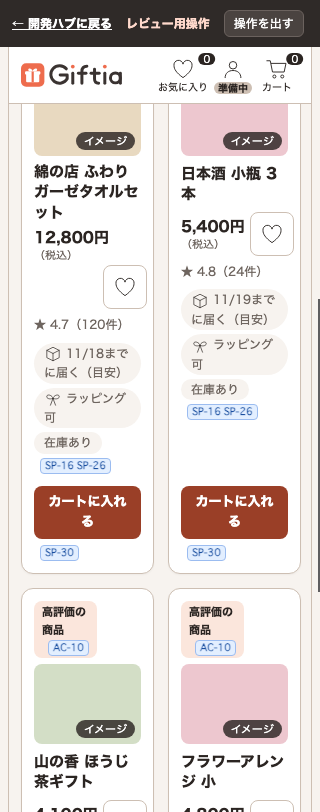 ← 開発ハブに戻る レビュー用操作 操作を出す
Giftia
0
0
お気に入り 準備中 カート
イメージ
綿の店 ふわり
ガーゼタオルセ
ット
12,800円
（税込）
★ 4.7（120件）
11/18まで
に届く（目安）
ラッピング
可
在庫あり
SP-16 SP-26
カートに入れ
る
SP-30
イメージ
日本酒 小瓶 3
本
5,400円
（税込）
★ 4.8（24件）
11/19まで
に届く（目安）
ラッピング
可
在庫あり
SP-16 SP-26
カートに入れ
る
SP-30
高評価の
商品
AC-10
イメージ
山の香 ほうじ
茶ギフト
高評価の
商品
AC-10
イメージ
フラワーアレン
ジ 小